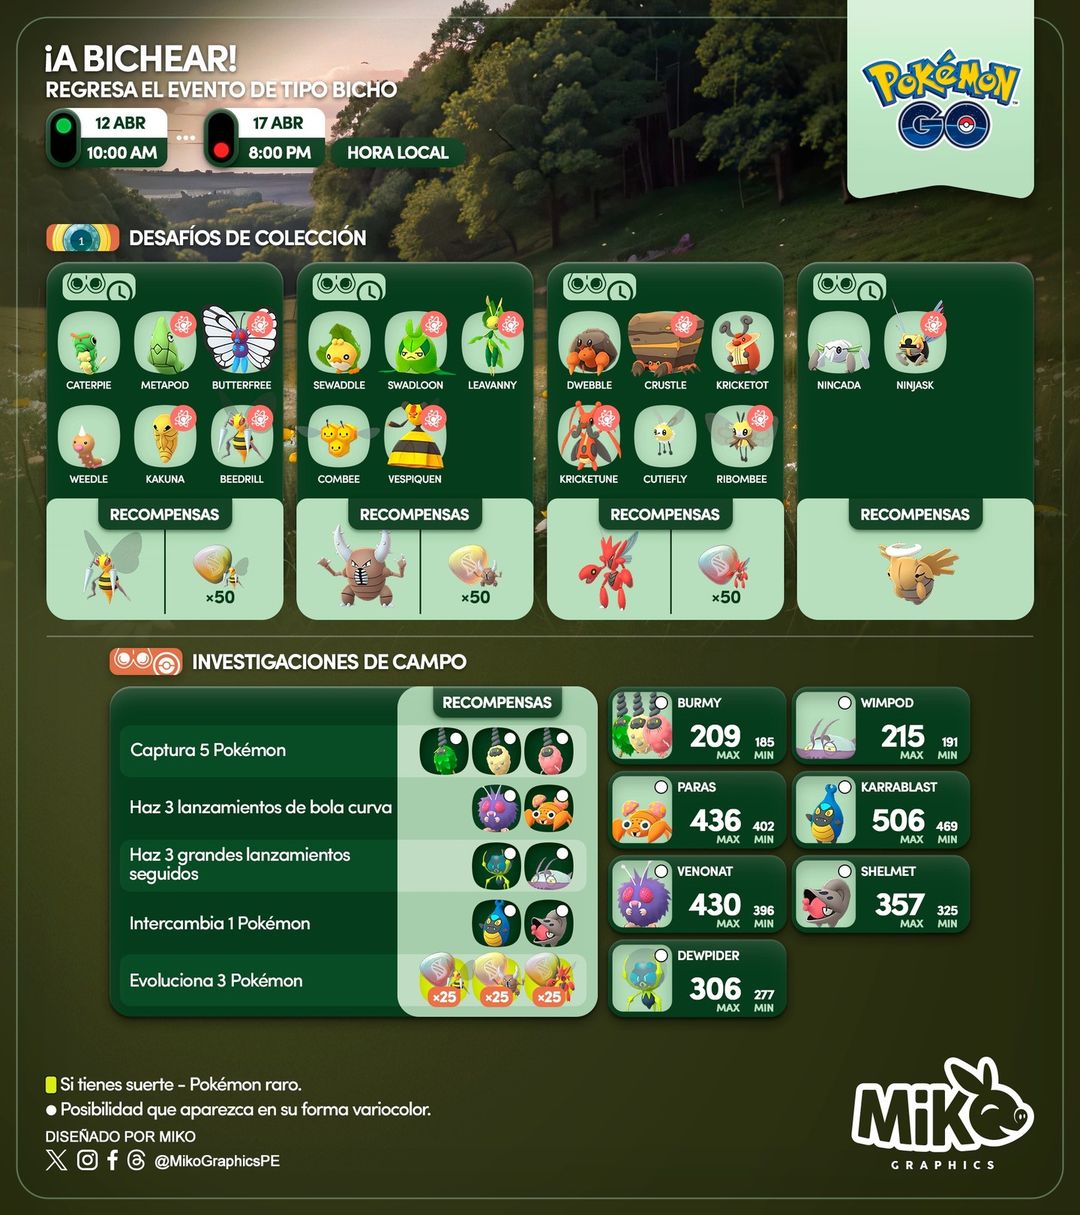 ¡A BICHEAR!
REGRESA EL EVENTO DE TIPO BICHO
12 ABR
10:00 AM
17 ABR
8:00 PM
HORA LOCAL
POKéMON
GO
1
DESAFÍOS DE COLECCIÓN
CATERPIE
METAPOD
BUTTERFREE
WEEDLE
KAKUNA
BEEDRILL
RECOMPENSAS
×50
SEWADDLE
SWADLOON
LEAVANNY
COMBEE
VESPIQUEN
RECOMPENSAS
×50
DWEBBLE
CRUSTLE
KRICKETOT
KRICKETUNE
CUTIEFLY
RIBOMBEE
RECOMPENSAS
×50
NINCADA
NINJASK
RECOMPENSAS
INVESTIGACIONES DE CAMPO
RECOMPENSAS
Captura 5 Pokémon
Haz 3 lanzamientos de bola curva
Haz 3 grandes lanzamientos
seguidos
Intercambia 1 Pokémon
Evoluciona 3 Pokémon
×25
×25
×25
BURMY
209 185
MAX MIN
WIMPOD
215 191
MAX MIN
PARAS
436 402
MAX MIN
KARRABLAST
506 469
MAX MIN
VENONAT
430 396
MAX MIN
SHELMET
357 325
MAX MIN
DEWPIDER
306 277
MAX MIN
Si tienes suerte - Pokémon raro.
Posibilidad que aparezca en su forma variocolor.
DISEÑADO POR MIKO
@MikoGraphicsPE
MiKO
GRAPHICS